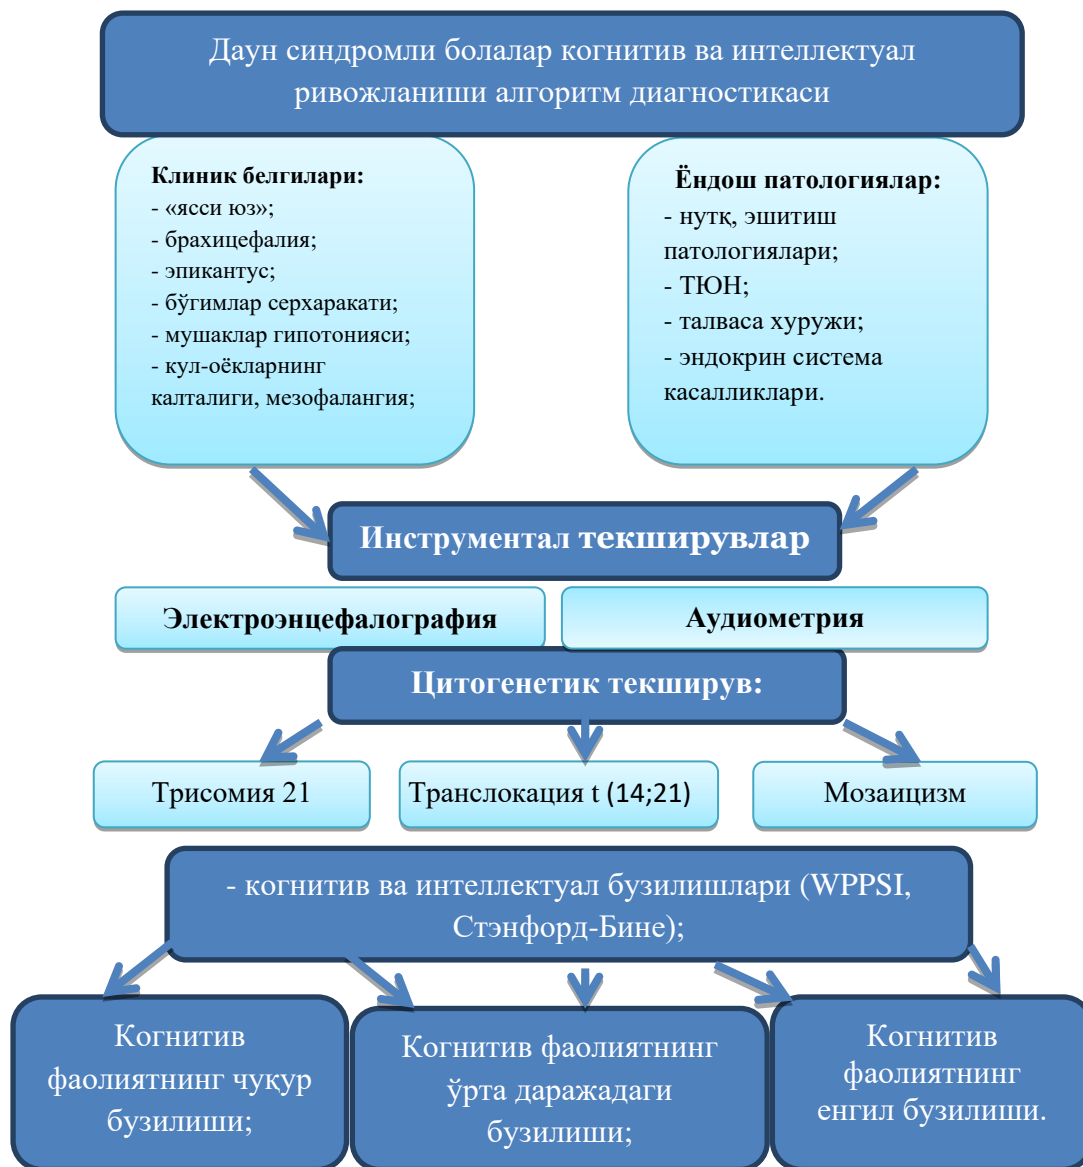 Даун синдромли болалар когнитив ва интеллектуал
ривожланиши алгоритм диагностикаси
Клиник белгилари:
- «ясси юз»;
- брахицефалия;
- эпикантус;
- бўгимлар серхаракати;
- мушаклар гипотонияси;
- кул-оёкларнинг
калталиги, мезофалангия;
Ёндош патологиялар:
- нутқ, эшитиш
патологиялари;
- ТЮН;
- талваса хуружи;
- эндокрин система
касалликлари.
Инструментал текширувлар
Электроэнцефалография
Аудиометрия
Цитогенетик текширув:
Трисомия 21
Транслокация t (14;21)
Мозаицизм
- когнитив ва интеллектуал бузилишлари (WPPSI,
Стэнфорд-Бине);
Когнитив
фаолиятнинг чуқур
бузилиши;
Когнитив фаолиятнинг
ўрта даражадаги
бузилиши;
Когнитив
фаолиятнинг
енгил бузилиши.